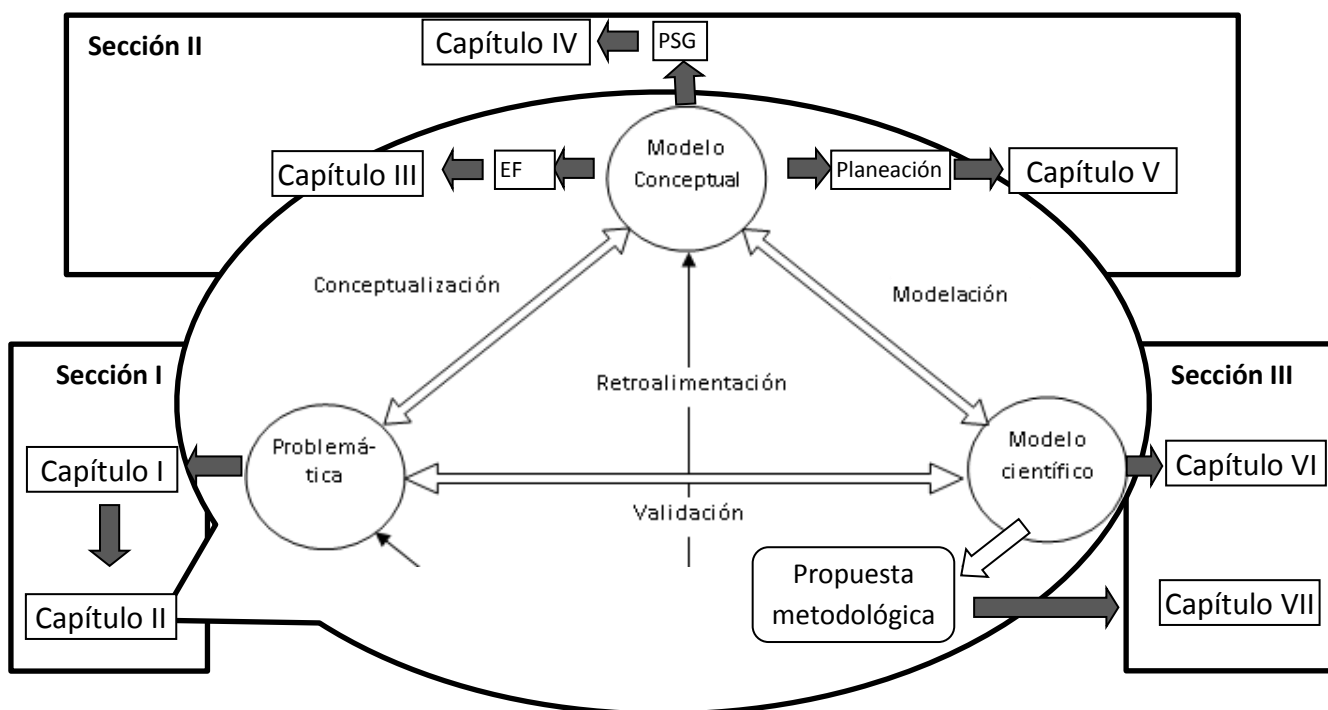 Sección II
Capítulo IV
PSG
Modelo
Conceptual
Capítulo III
EF
Planeación
Capítulo V
Conceptualización
Modelación
Sección I
Retroalimentación
Sección III
Problemá-
tica
Modelo
científico
Capítulo I
Capítulo VI
Validación
Propuesta
metodológica
Capítulo II
Capítulo VII